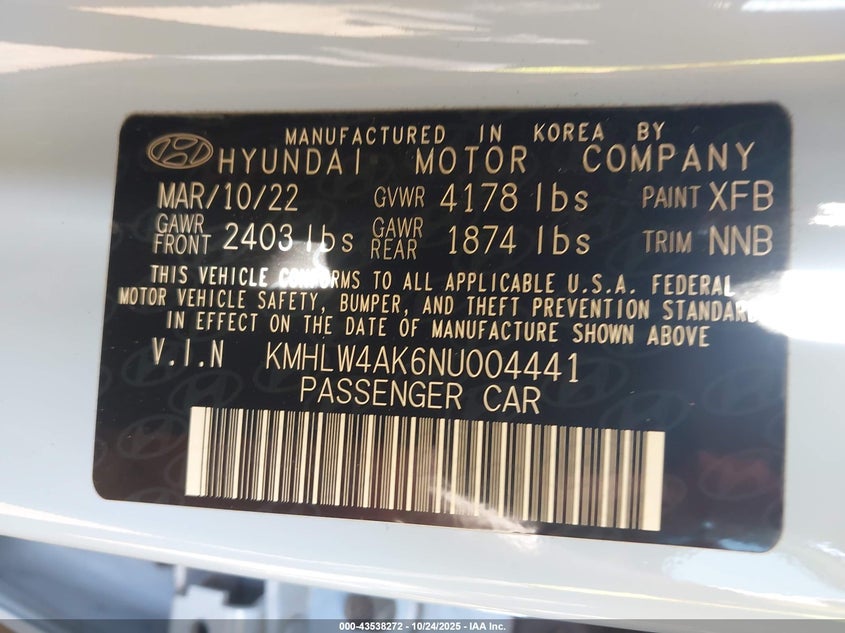 MANUFACTURED IN KOREA BY
HYUNDAI MOTOR COMPANY
MAR/10/22 GVWR 4178 lbs PAINT XFB
GAWR FRONT 2403 lbs GAWR REAR 1874 lbs TRIM NNB
THIS VEHICLE CONFORMS TO ALL APPLICABLE U.S.A. FEDERAL
MOTOR VEHICLE SAFETY, BUMPER, AND THEFT PREVENTION STANDARDS
IN EFFECT ON THE DATE OF MANUFACTURE SHOWN ABOVE
V.I.N KMHLW4AK6NU004441
PASSENGER CAR
000-43538272 - 10/24/2025 - IAA Inc.